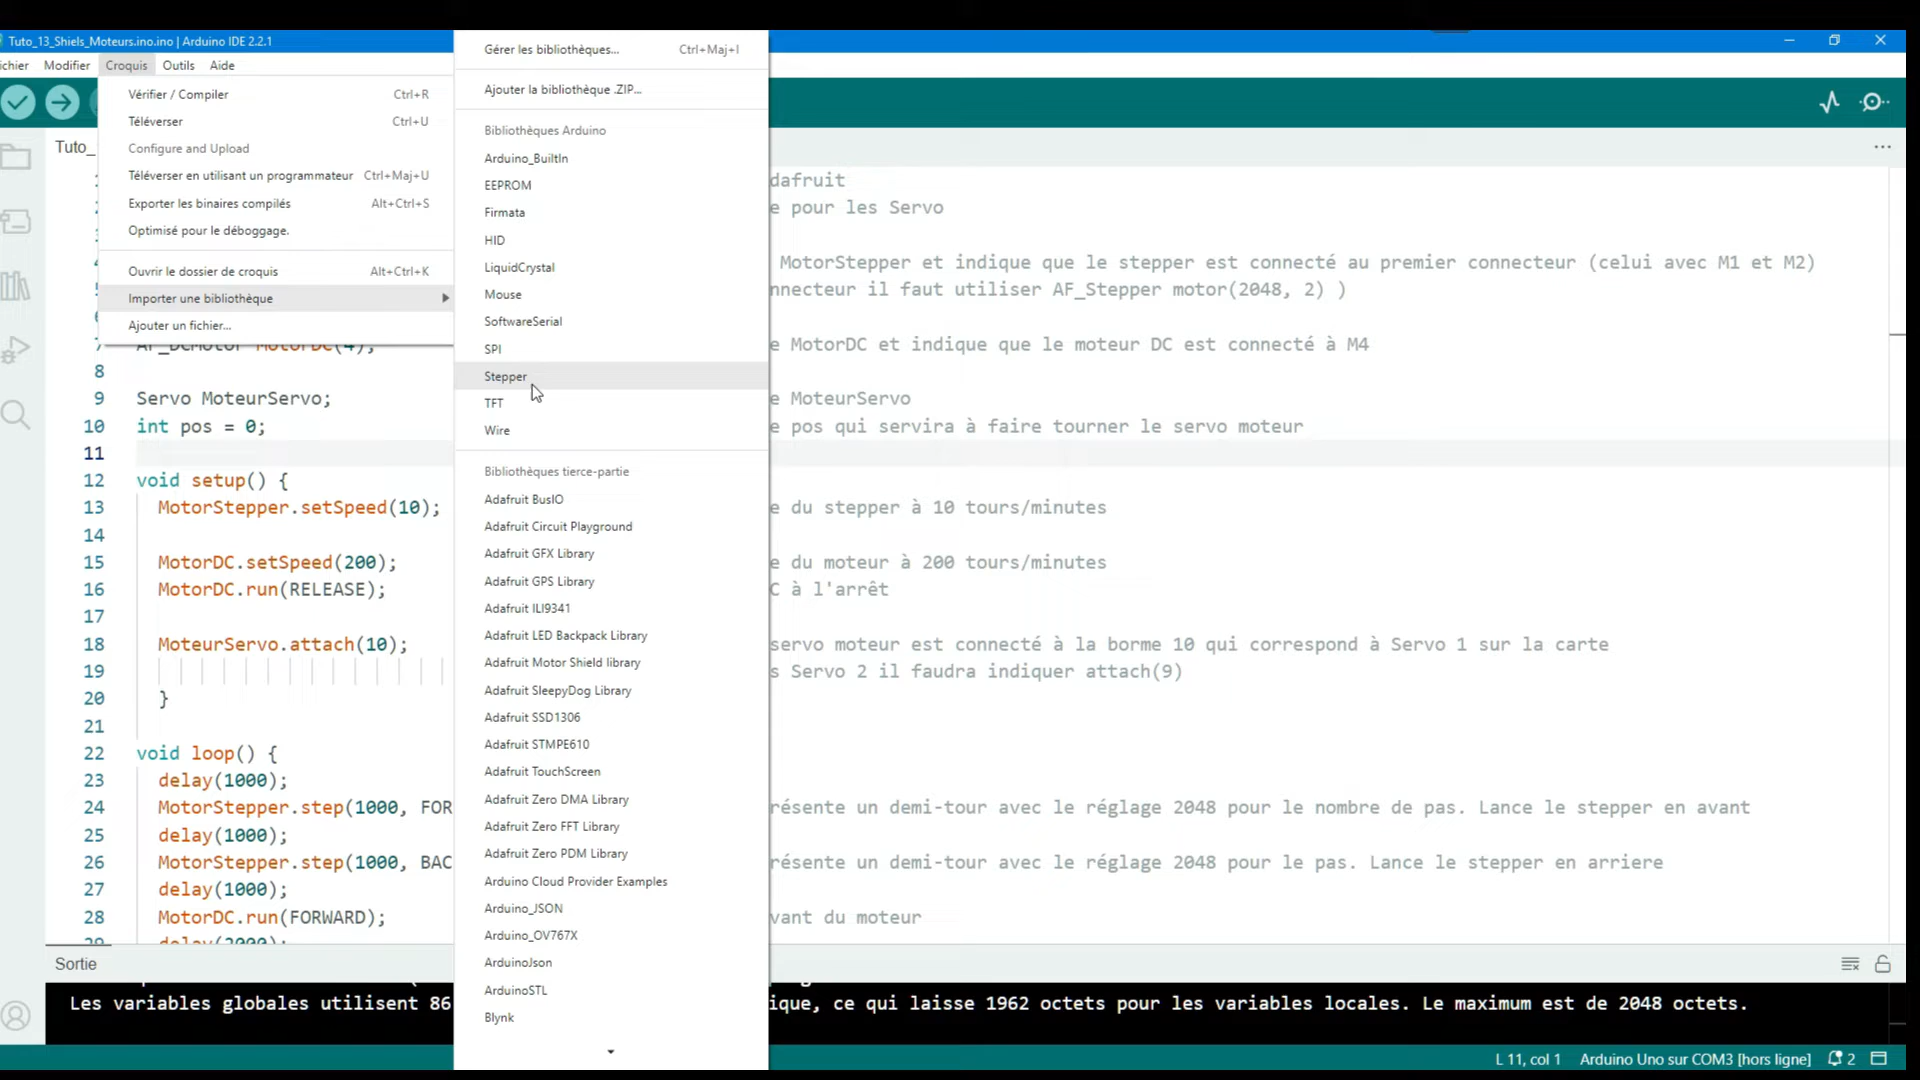 Tuto_13_Shiels_Moteurs.ino.ino | Arduino IDE 2.2.1
ichier Modifier Croquis Outils Aide
Vérifier / Compiler Ctrl+R
Téléverser Ctrl+U
Configure and Upload
Téléverser en utilisant un programmateur Ctrl+Maj+U
Exporter les binaires compilés Alt+Ctrl+S
Optimisé pour le déboggage.
Ouvrir le dossier de croquis Alt+Ctrl+K
Importer une bibliothèque
Ajouter un fichier...
Gérer les bibliothèques... Ctrl+Maj+I
Ajouter la bibliothèque .ZIP...
Bibliothèques Arduino
Arduino_BuiltIn
EEPROM
Firmata
HID
LiquidCrystal
Mouse
SoftwareSerial
SPI
Stepper
TFT
Wire
Bibliothèques tierce-partie
Adafruit BusIO
Adafruit Circuit Playground
Adafruit GFX Library
Adafruit GPS Library
Adafruit ILI9341
Adafruit LED Backpack Library
Adafruit Motor Shield library
Adafruit SleepyDog Library
Adafruit SSD1306
Adafruit STMPE610
Adafruit TouchScreen
Adafruit Zero DMA Library
Adafruit Zero FFT Library
Adafruit Zero PDM Library
Arduino Cloud Provider Examples
Arduino_JSON
Arduino_OV767X
ArduinoJson
ArduinoSTL
Blynk
Tuto_
dafruit
e pour les Servo
MotorStepper et indique que le stepper est connecté au premier connecteur (celui avec M1 et M2)
nnecteur il faut utiliser AF_Stepper motor(2048, 2) )
7 AF_DCMotor MotorDC(4); e MotorDC et indique que le moteur DC est connecté à M4
8
9 Servo MoteurServo; e MoteurServo
10 int pos = 0; e pos qui servira à faire tourner le servo moteur
11
12 void setup() {
13 MotorStepper.setSpeed(10); e du stepper à 10 tours/minutes
14
15 MotorDC.setSpeed(200); e du moteur à 200 tours/minutes
16 MotorDC.run(RELEASE); C à l'arrêt
17
18 MoteurServo.attach(10); servo moteur est connecté à la borme 10 qui correspond à Servo 1 sur la carte
19 s Servo 2 il faudra indiquer attach(9)
20 }
21
22 void loop() {
23 delay(1000);
24 MotorStepper.step(1000, FOR résente un demi-tour avec le réglage 2048 pour le nombre de pas. Lance le stepper en avant
25 delay(1000);
26 MotorStepper.step(1000, BAC résente un demi-tour avec le réglage 2048 pour le pas. Lance le stepper en arriere
27 delay(1000);
28 MotorDC.run(FORWARD); vant du moteur
29 delay(2000);
Sortie
Les variables globales utilisent 86 ique, ce qui laisse 1962 octets pour les variables locales. Le maximum est de 2048 octets.
L 11, col 1 Arduino Uno sur COM3 [hors ligne] 2